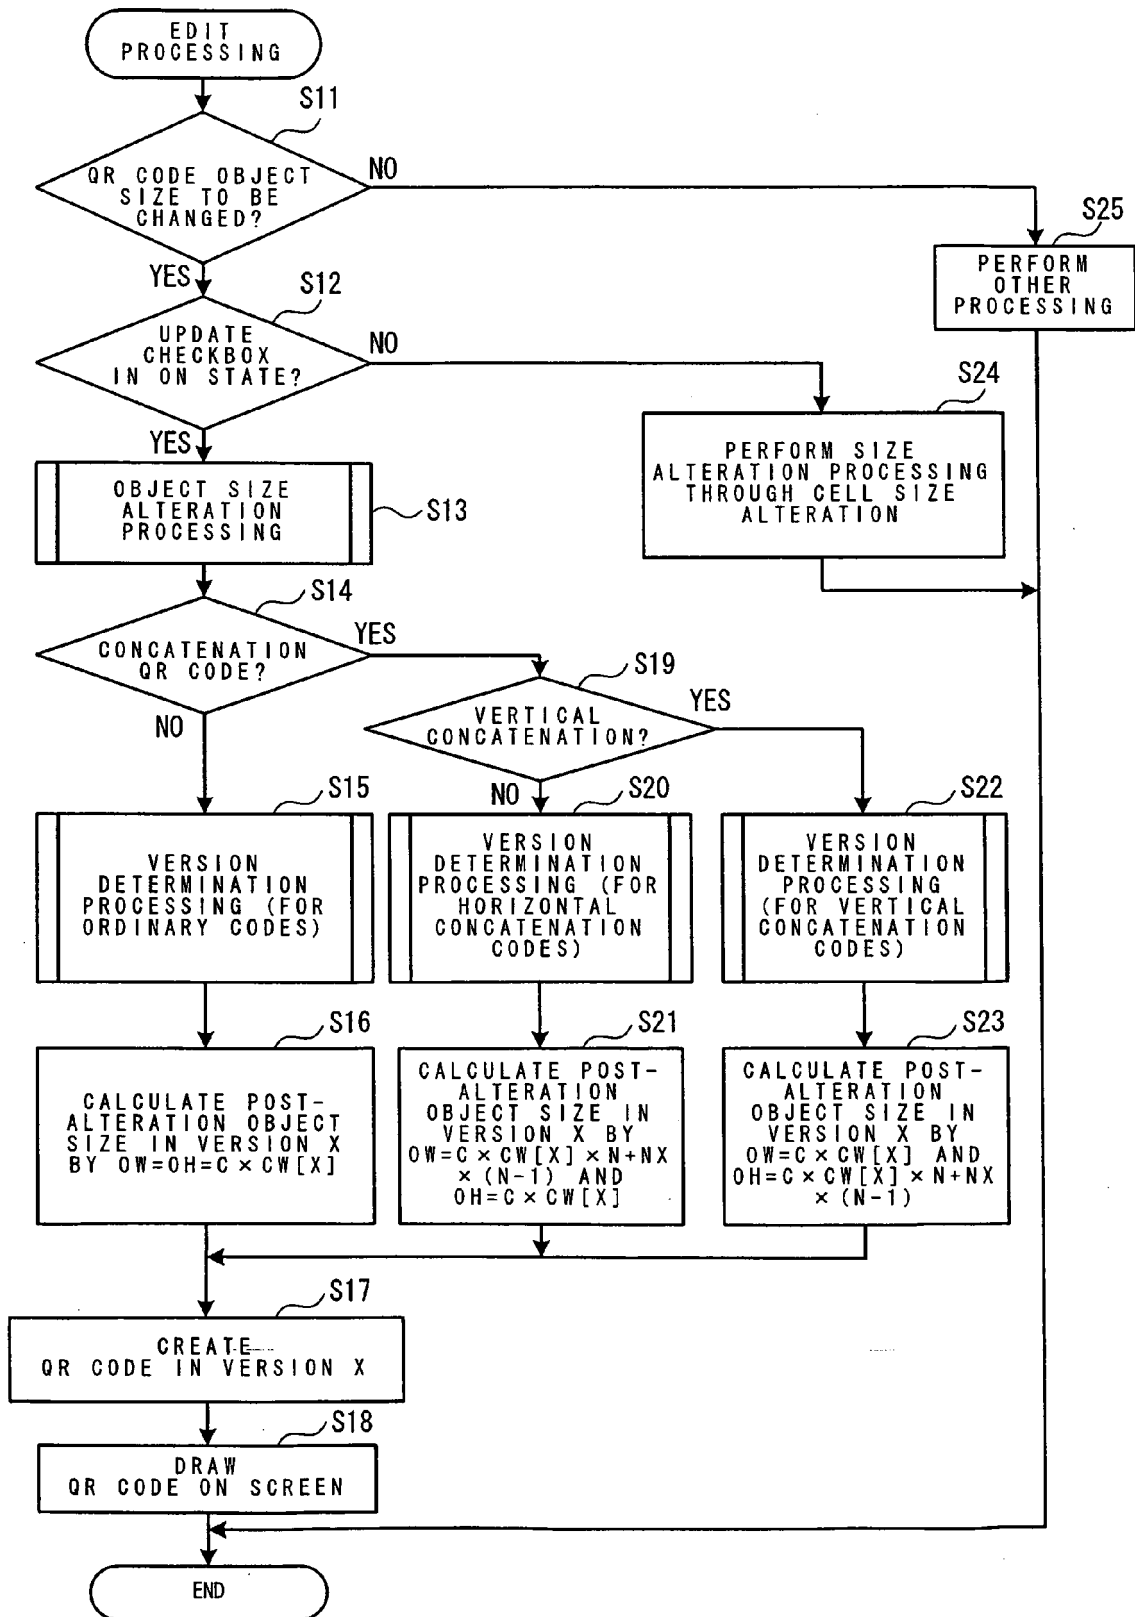 EDIT
PROCESSING
S11
QR CODE OBJECT
SIZE TO BE
CHANGED?
NO
YES
S25
PERFORM
OTHER
PROCESSING
S12
UPDATE
CHECKBOX
IN ON STATE?
NO
YES
S24
PERFORM SIZE
ALTERATION PROCESSING
THROUGH CELL SIZE
ALTERATION
OBJECT SIZE
ALTERATION
PROCESSING
S13
S14
CONCATENATION
QR CODE?
YES
NO
S19
VERTICAL
CONCATENATION?
YES
NO
S15
VERSION
DETERMINATION
PROCESSING (FOR
ORDINARY CODES)
S20
VERSION
DETERMINATION
PROCESSING (FOR
HORIZONTAL
CONCATENATION
CODES)
S22
VERSION
DETERMINATION
PROCESSING
(FOR VERTICAL
CONCATENATION
CODES)
S16
CALCULATE POST-
ALTERATION OBJECT
SIZE IN VERSION X
BY OW=OH=C×CW[X]
S21
CALCULATE POST-
ALTERATION
OBJECT SIZE IN
VERSION X BY
OW=C×CW[X]×N+NX
×(N-1) AND
OH=C×CW[X]
S23
CALCULATE POST-
ALTERATION
OBJECT SIZE IN
VERSION X BY
OW=C×CW[X] AND
OH=C×CW[X]×N+NX
×(N-1)
S17
CREATE
QR CODE IN VERSION X
S18
DRAW
QR CODE ON SCREEN
END